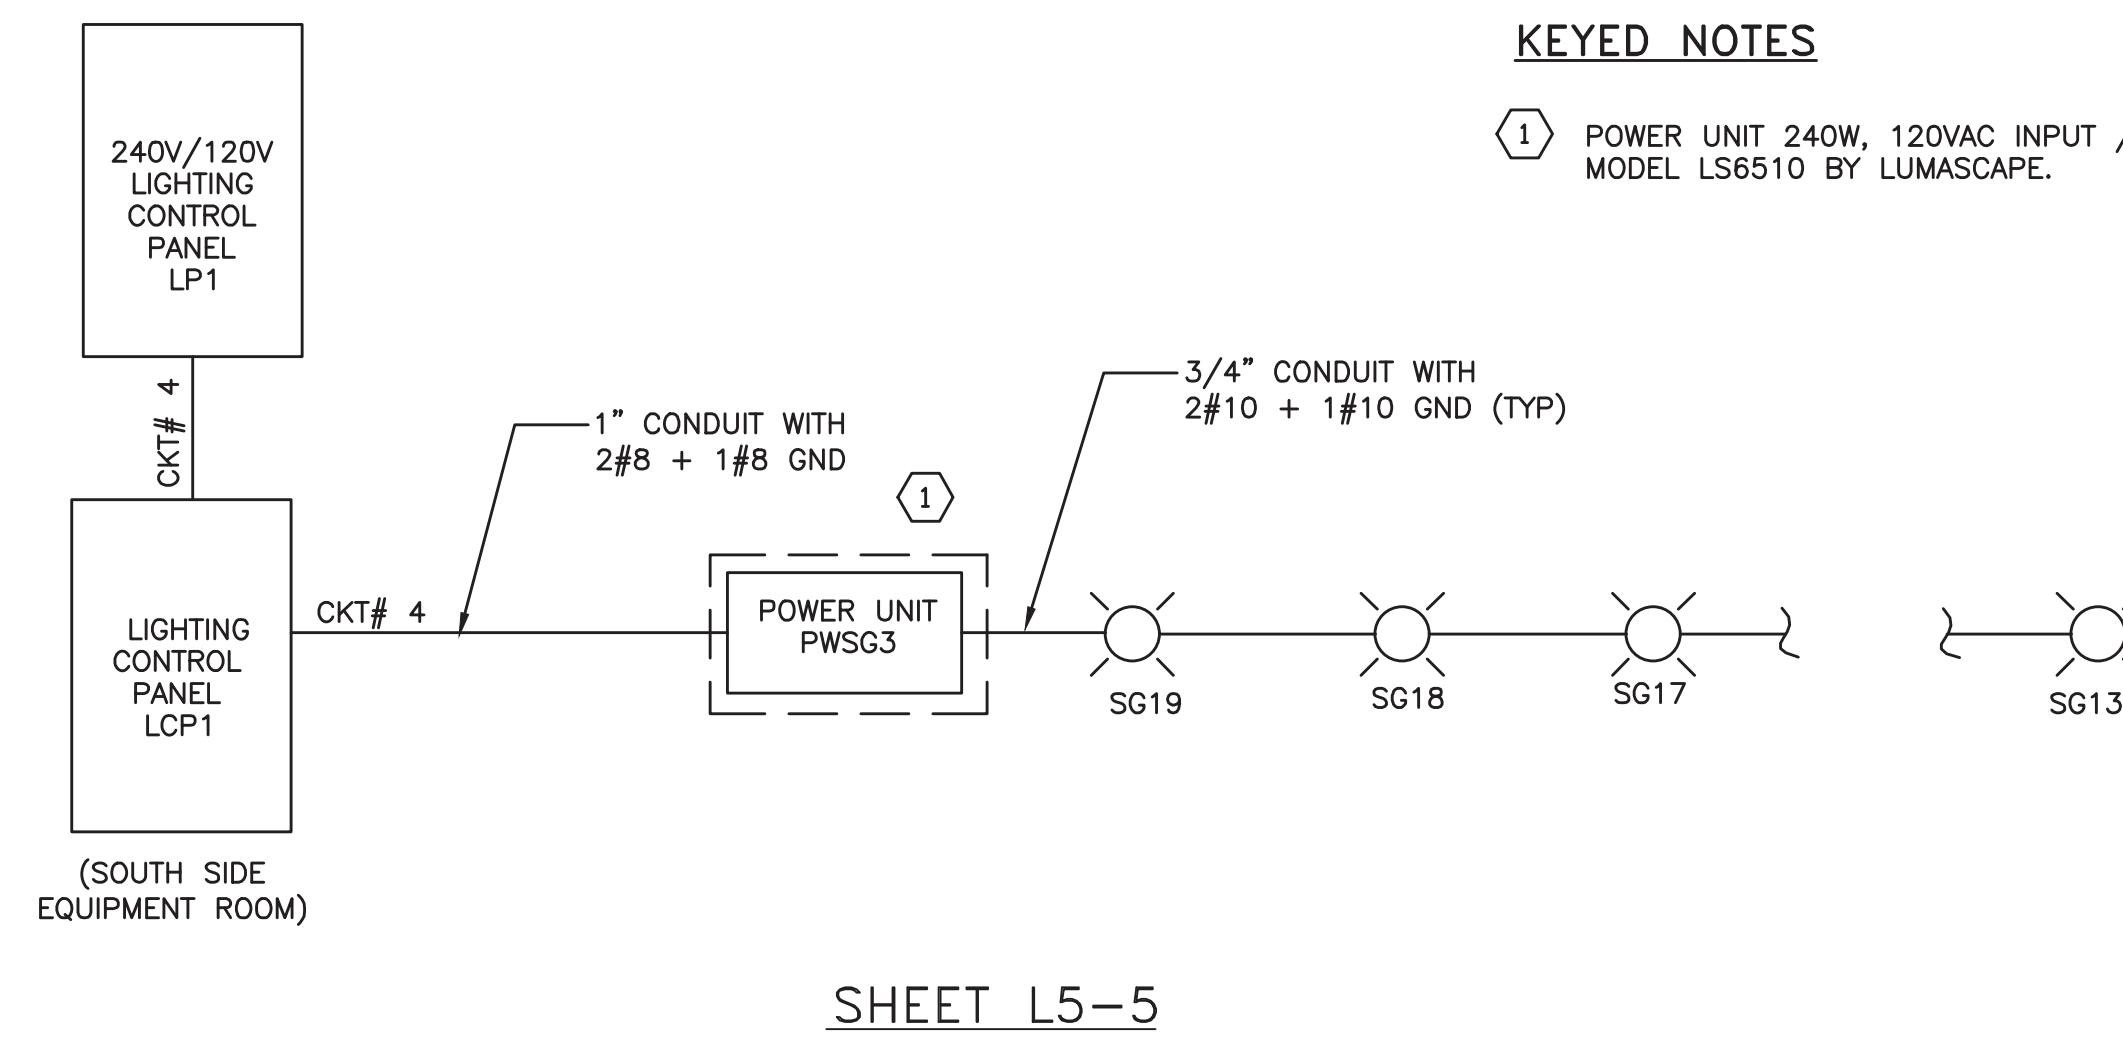 KEYED NOTES
1
POWER UNIT 240W, 120VAC INPUT /
MODEL LS6510 BY LUMASCAPE.
240V/120V
LIGHTING
CONTROL
PANEL
LP1
CKT# 4
3/4" CONDUIT WITH
2#10 + 1#10 GND (TYP)
1" CONDUIT WITH
2#8 + 1#8 GND
1
CKT# 4
LIGHTING
CONTROL
PANEL
LCP1
POWER UNIT
PWSG3
SG19
SG18
SG17
SG13
(SOUTH SIDE
EQUIPMENT ROOM)
SHEET L5-5